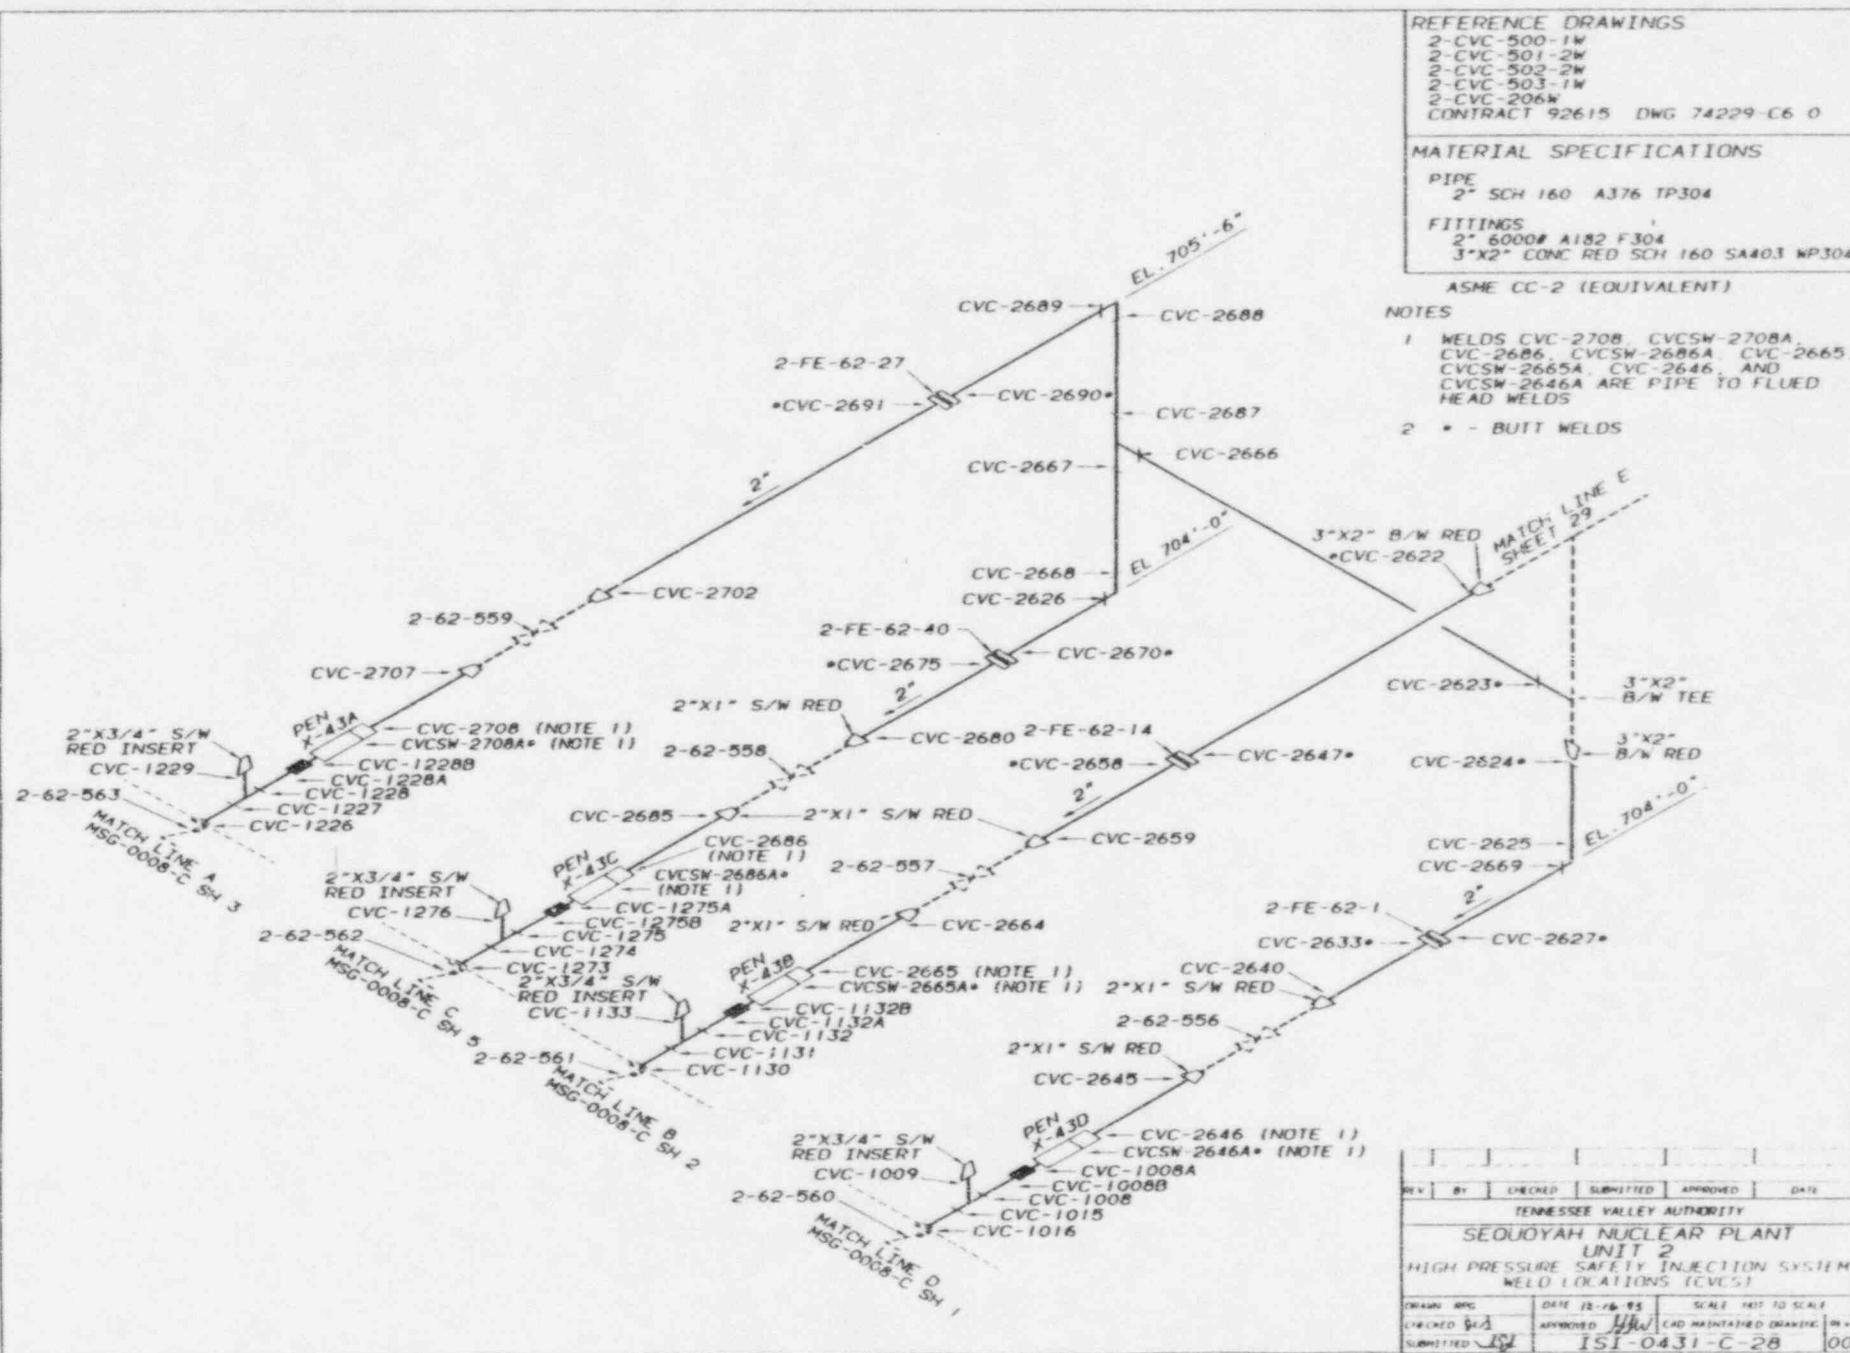 REFERENCE DRAWINGS
2-CVC-500-1W
2-CVC-501-2W
2-CVC-502-2W
2-CVC-503-1W
2-CVC-206W
CONTRACT 92615 DWG 74229-C6 0
MATERIAL SPECIFICATIONS
PIPE
2" SCH 160 A376 TP304
FITTINGS
2" 6000# A182 F304
3"X2" CONC RED SCH 160 SA403 WP304
ASME CC-2 (EQUIVALENT)
NOTES
1 WELDS CVC-2708, CVCSW-2708A,
CVC-2686, CVCSW-2686A, CVC-2665
CVCSW-2665A, CVC-2646, AND
CVCSW-2646A ARE PIPE TO FLUED
HEAD WELDS
2 • - BUTT WELDS
EL. 705'-6"
CVC-2689
CVC-2688
2-FE-62-27
•CVC-2691
CVC-2690•
CVC-2687
CVC-2667
CVC-2666
2"
EL 704'-0"
MATCH LINE E
SHEET 29
3"X2" B/W RED
•CVC-2622
CVC-2668
CVC-2626
CVC-2702
2-62-559
2-FE-62-40
•CVC-2675
CVC-2670•
CVC-2707
2"
CVC-2623•
3"X2"
B/W TEE
2"X1" S/W RED
PEN
X-43A
CVC-2708 (NOTE 1)
CVCSW-2708A• (NOTE 1)
2"X3/4" S/W
RED INSERT
CVC-1229
CVC-1228B
CVC-1228A
CVC-1228
CVC-1227
CVC-1226
2-62-563
MATCH LINE A
MSG-0008-C SH 3
2-62-558
CVC-2680
2-FE-62-14
•CVC-2658
CVC-2647•
3"X2"
B/W RED
CVC-2624•
2"
CVC-2685
2"X1" S/W RED
CVC-2659
EL. 704'-0"
CVC-2625
CVC-2669
PEN
X-43C
CVC-2686
(NOTE 1)
CVCSW-2686A•
(NOTE 1)
2"X3/4" S/W
RED INSERT
CVC-1276
CVC-1275A
CVC-1275B
CVC-1275
CVC-1274
CVC-1273
2-62-562
MATCH LINE C
MSG-0008-C SH 5
2-62-557
2"X1" S/W RED
CVC-2664
2"
2-FE-62-1
CVC-2633•
CVC-2627•
PEN
X-43B
CVC-2665 (NOTE 1)
CVCSW-2665A• (NOTE 1)
2"X3/4" S/W
RED INSERT
CVC-1133
CVC-1132B
CVC-1132A
CVC-1132
CVC-1131
CVC-1130
2-62-561
MATCH LINE B
MSG-0008-C SH 2
CVC-2640
2"X1" S/W RED
2-62-556
2"X1" S/W RED
CVC-2645
PEN
X-43D
CVC-2646 (NOTE 1)
CVCSW-2646A• (NOTE 1)
2"X3/4" S/W
RED INSERT
CVC-1009
CVC-1008A
CVC-1008B
CVC-1008
CVC-1015
CVC-1016
2-62-560
MATCH LINE D
MSG-0008-C SH 1
REV BY CHECKED SUBMITTED APPROVED DATE
TENNESSEE VALLEY AUTHORITY
SEQUOYAH NUCLEAR PLANT
UNIT 2
HIGH PRESSURE SAFETY INJECTION SYSTEM
WELD LOCATIONS (CVCS)
DRAWN RPG DATE 12-16-95 SCALE NOT TO SCALE
CHECKED APPROVED CAD MAINTAINED DRAWING REV
SUBMITTED ISI-0431-C-28 00